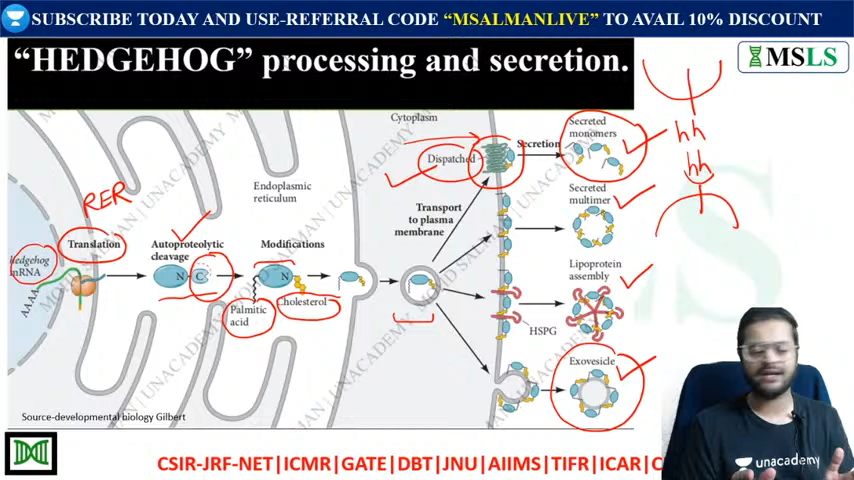 SUBSCRIBE TODAY AND USE-REFERRAL CODE “MSALMANLIVE” TO AVAIL 10% DISCOUNT
“HEDGEHOG” processing and secretion.
MSLS
Cytoplasm
Secretion
Secreted
monomers
hh
hh
Dispatched
RER
Endoplasmic
reticulum
Transport
to plasma
membrane
Secreted
multimer
hedgehog
mRNA
Translation
Autoproteolytic
cleavage
Modifications
N
C
N
AAAA
Palmitic
acid
Cholesterol
Lipoprotein
assembly
HSPG
Exovesicle
Source-developmental biology Gilbert
unacademy
CSIR-JRF-NET|ICMR|GATE|DBT|JNU|AIIMS|TIFR|ICAR|C